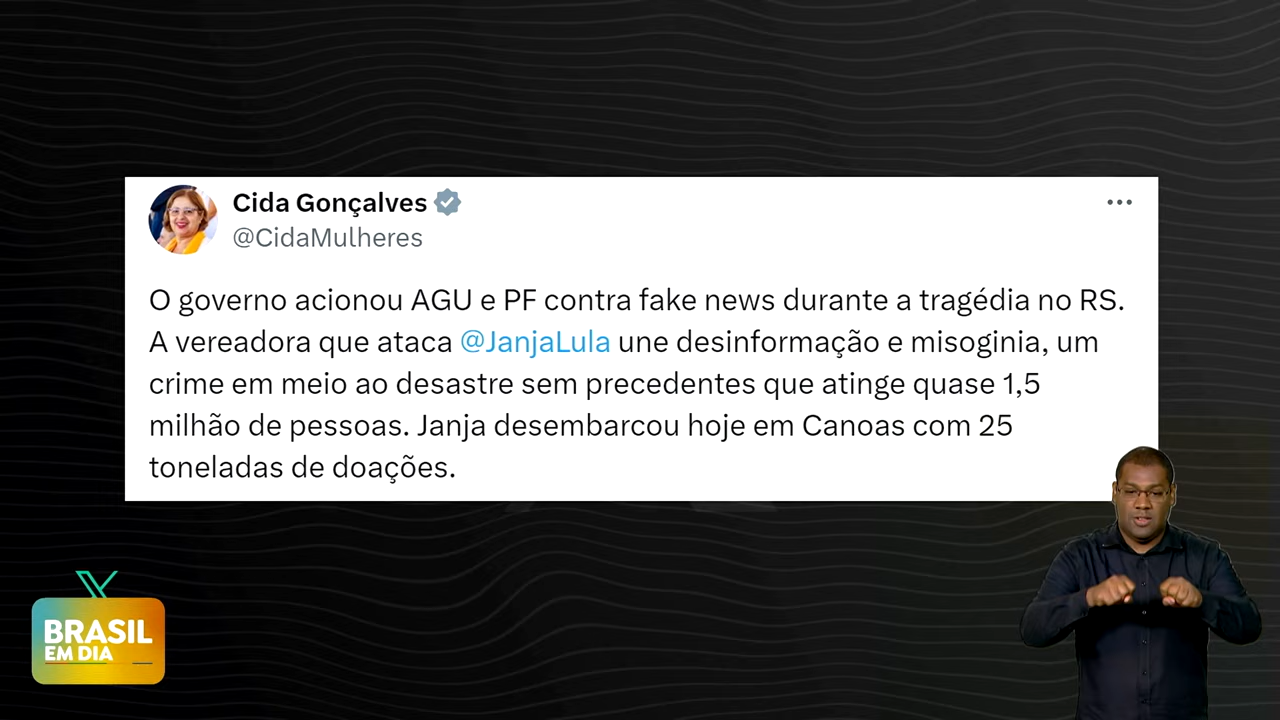 Cida Gonçalves
@CidaMulheres
O governo acionou AGU e PF contra fake news durante a tragédia no RS.
A vereadora que ataca @JanjaLula une desinformação e misoginia, um
crime em meio ao desastre sem precedentes que atinge quase 1,5
milhão de pessoas. Janja desembarcou hoje em Canoas com 25
toneladas de doações.
BRASIL
EM DIA